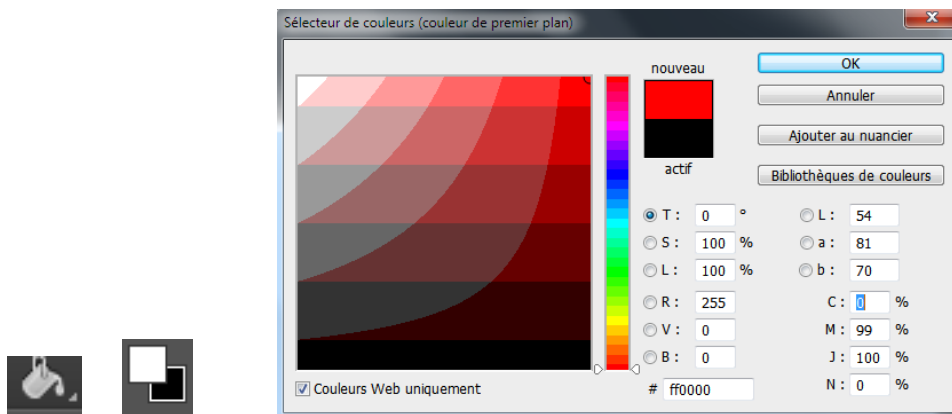 Sélecteur de couleurs (couleur de premier plan)
nouveau
actif
OK
Annuler
Ajouter au nuancier
Bibliothèques de couleurs
T : 0 °
S : 100 %
L : 100 %
R : 255
V : 0
B : 0
# ff0000
L : 54
a : 81
b : 70
C : 0 %
M : 99 %
J : 100 %
N : 0 %
Couleurs Web uniquement